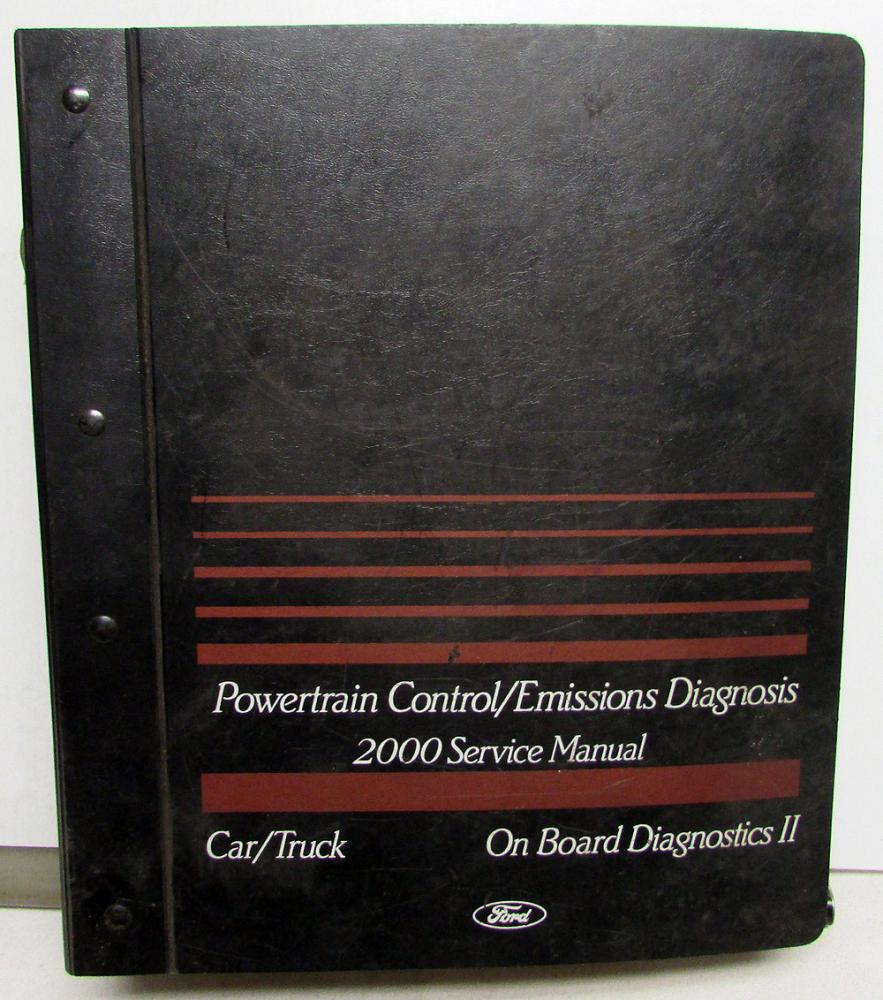 Powertrain Control/Emissions Diagnosis
2000 Service Manual
Car/Truck On Board Diagnostics II
Ford